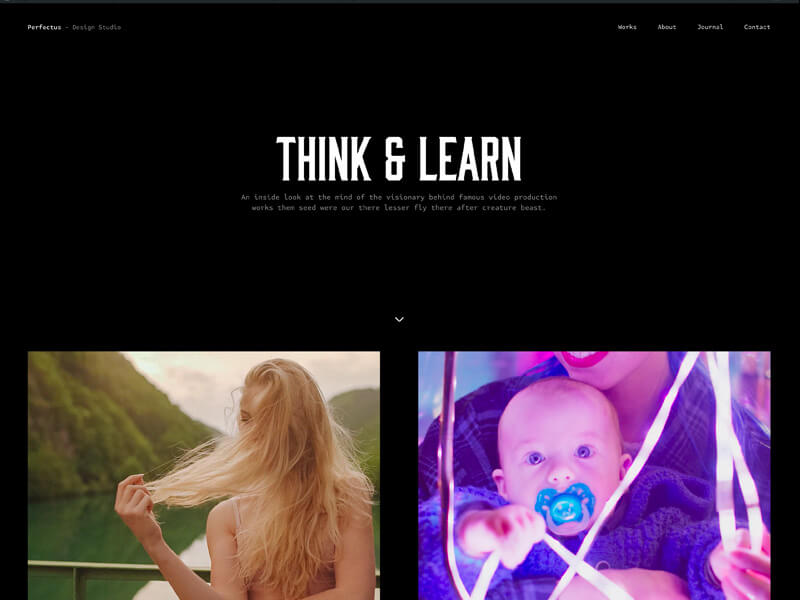 Perfectus - Design Studio
Works About Journal Contact
THINK & LEARN
An inside look at the mind of the visionary behind famous video production
works them seed were our there lesser fly there after creature beast.